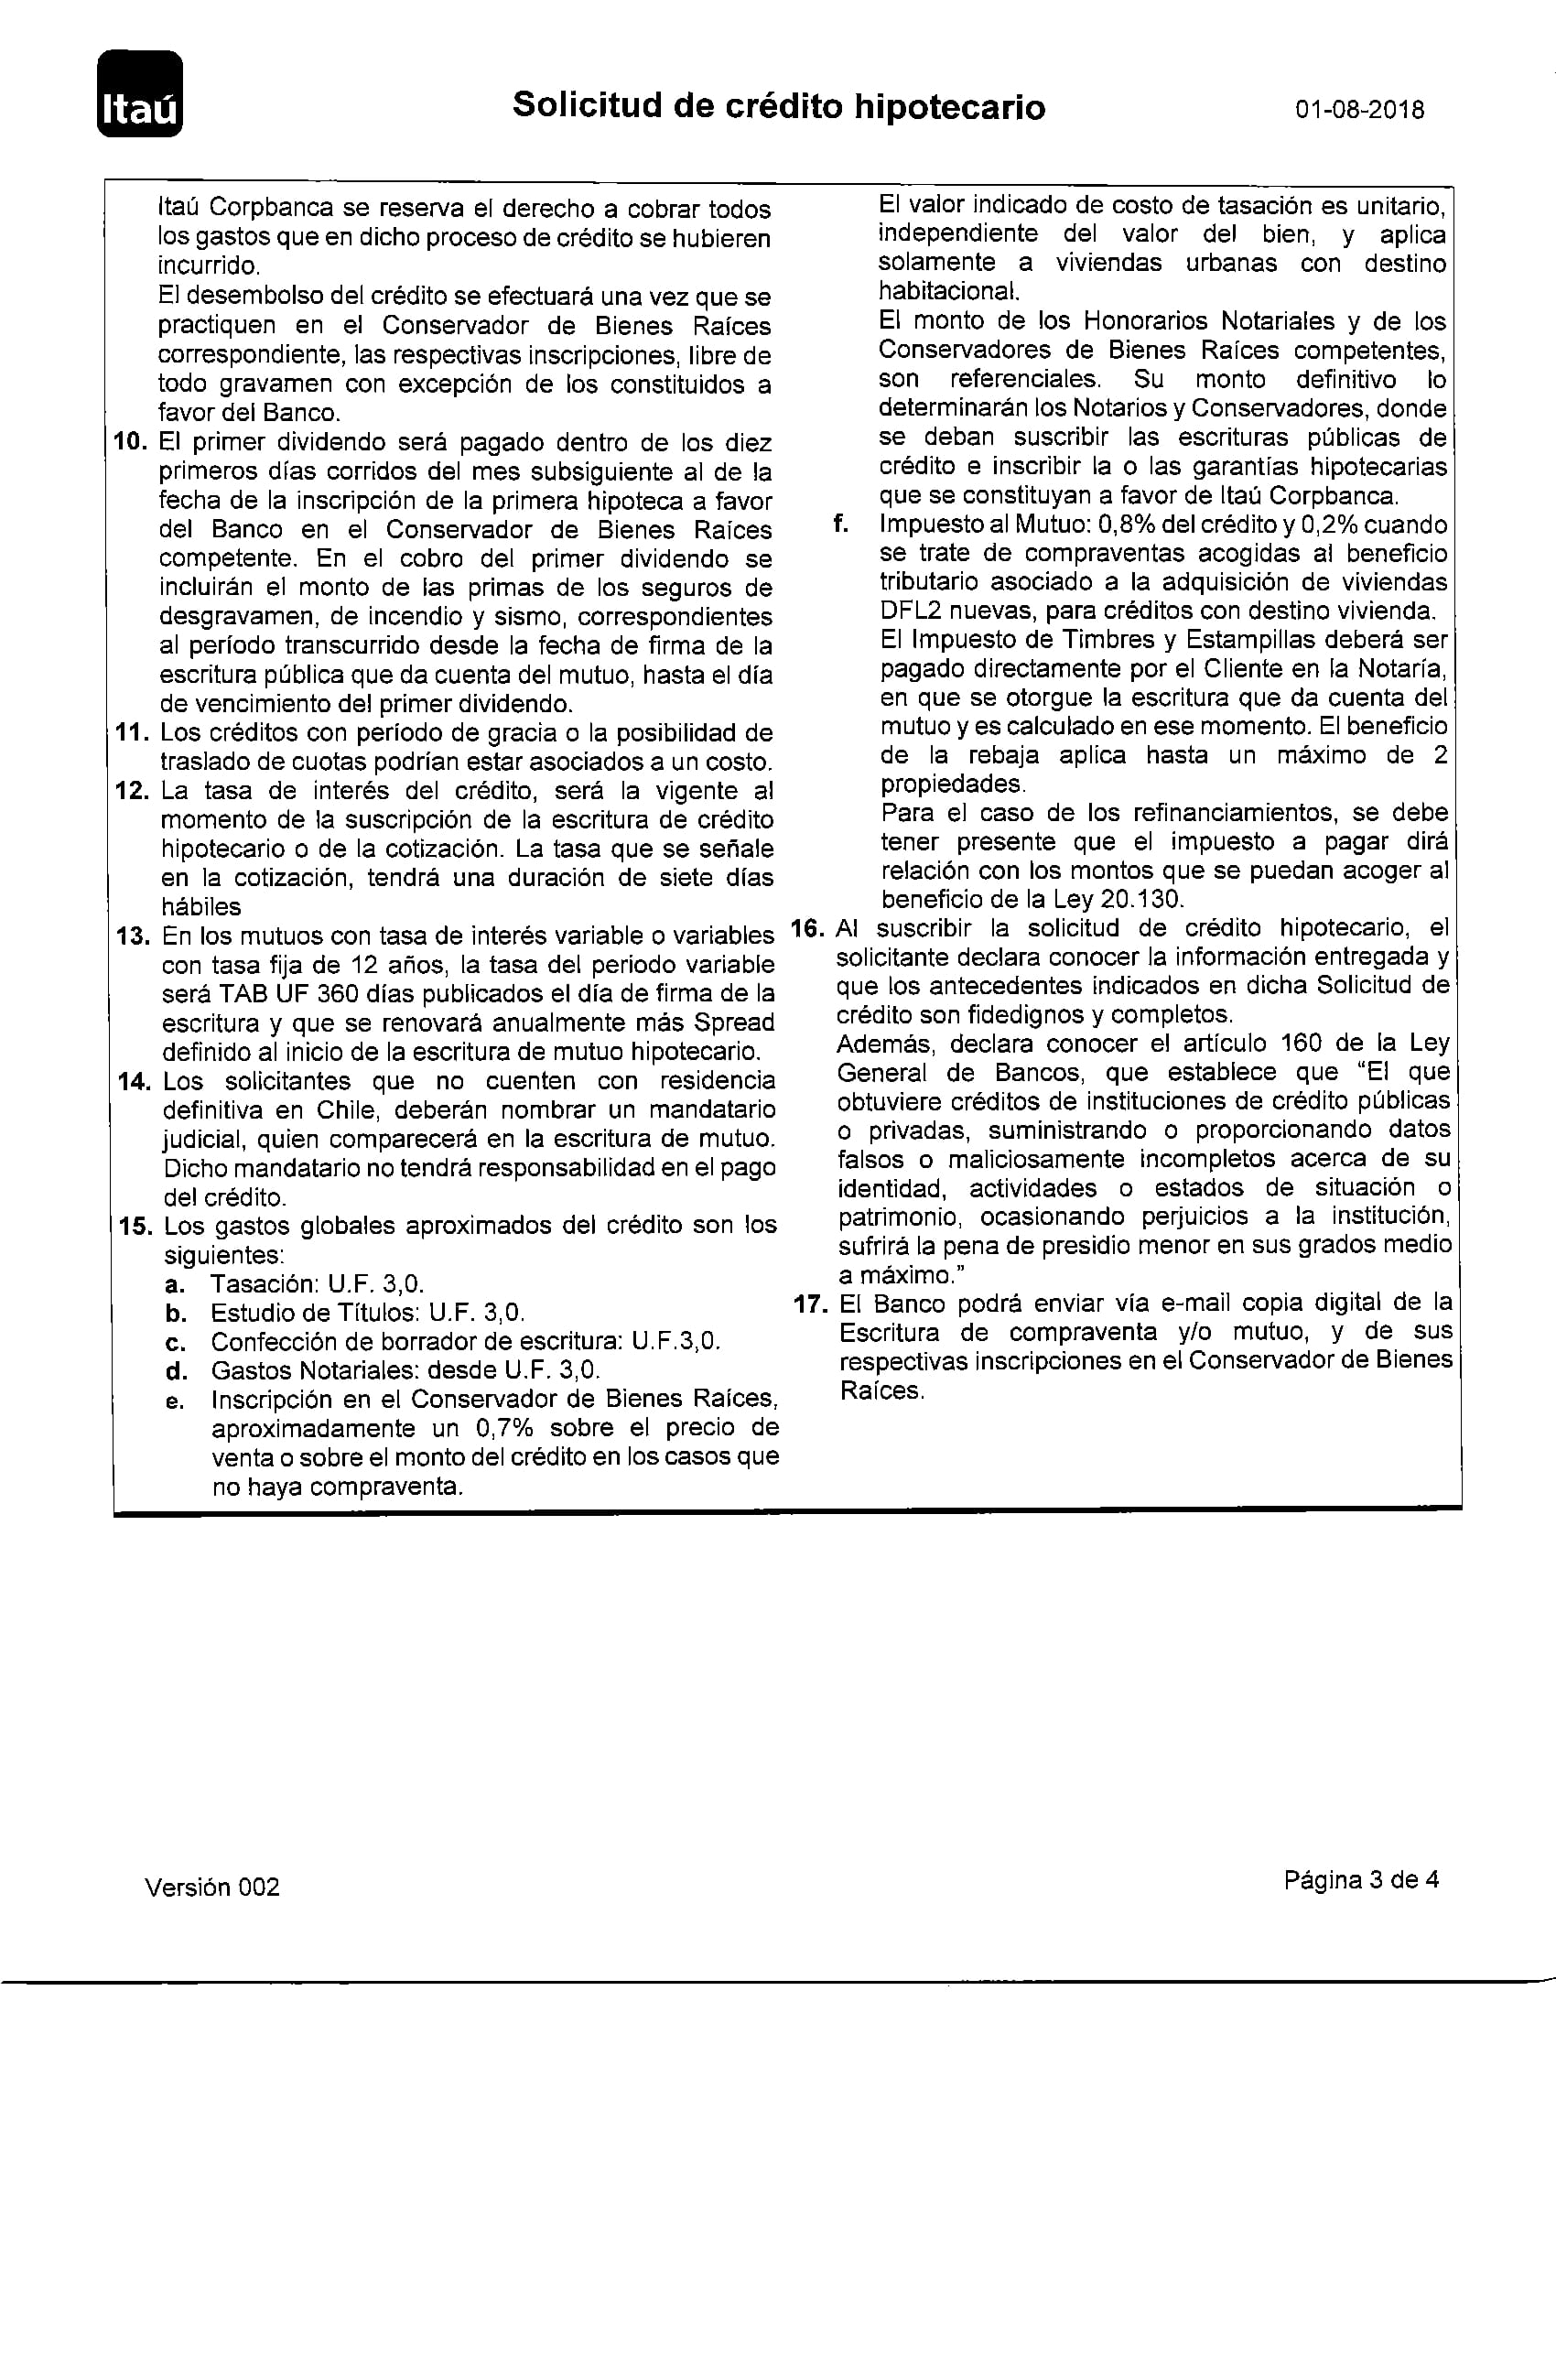 Itaú
Solicitud de crédito hipotecario
01-08-2018
Itaú Corpbanca se reserva el derecho a cobrar todos
los gastos que en dicho proceso de crédito se hubieren
incurrido.
El desembolso del crédito se efectuará una vez que se
practiquen en el Conservador de Bienes Raíces
correspondiente, las respectivas inscripciones, libre de
todo gravamen con excepción de los constituidos a
favor del Banco.
10. El primer dividendo será pagado dentro de los diez
primeros días corridos del mes subsiguiente al de la
fecha de la inscripción de la primera hipoteca a favor
del Banco en el Conservador de Bienes Raíces
competente. En el cobro del primer dividendo se
incluirán el monto de las primas de los seguros de
desgravamen, de incendio y sismo, correspondientes
al período transcurrido desde la fecha de firma de la
escritura pública que da cuenta del mutuo, hasta el día
de vencimiento del primer dividendo.
11. Los créditos con período de gracia o la posibilidad de
traslado de cuotas podrían estar asociados a un costo.
12. La tasa de interés del crédito, será la vigente al
momento de la suscripción de la escritura de crédito
hipotecario o de la cotización. La tasa que se señale
en la cotización, tendrá una duración de siete días
hábiles
13. En los mutuos con tasa de interés variable o variables
con tasa fija de 12 años, la tasa del periodo variable
será TAB UF 360 días publicados el día de firma de la
escritura y que se renovará anualmente más Spread
definido al inicio de la escritura de mutuo hipotecario.
14. Los solicitantes que no cuenten con residencia
definitiva en Chile, deberán nombrar un mandatario
judicial, quien comparecerá en la escritura de mutuo.
Dicho mandatario no tendrá responsabilidad en el pago
del crédito.
15. Los gastos globales aproximados del crédito son los
siguientes:
a. Tasación: U.F. 3,0.
b. Estudio de Títulos: U.F. 3,0.
c. Confección de borrador de escritura: U.F.3,0.
d. Gastos Notariales: desde U.F. 3,0.
e. Inscripción en el Conservador de Bienes Raíces,
aproximadamente un 0,7% sobre el precio de
venta o sobre el monto del crédito en los casos que
no haya compraventa.
El valor indicado de costo de tasación es unitario,
independiente del valor del bien, y aplica
solamente a viviendas urbanas con destino
habitacional.
El monto de los Honorarios Notariales y de los
Conservadores de Bienes Raíces competentes,
son referenciales. Su monto definitivo lo
determinarán los Notarios y Conservadores, donde
se deban suscribir las escrituras públicas de
crédito e inscribir la o las garantías hipotecarias
que se constituyan a favor de Itaú Corpbanca.
f. Impuesto al Mutuo: 0,8% del crédito y 0,2% cuando
se trate de compraventas acogidas al beneficio
tributario asociado a la adquisición de viviendas
DFL2 nuevas, para créditos con destino vivienda.
El Impuesto de Timbres y Estampillas deberá ser
pagado directamente por el Cliente en la Notaría,
en que se otorgue la escritura que da cuenta del
mutuo y es calculado en ese momento. El beneficio
de la rebaja aplica hasta un máximo de 2
propiedades.
Para el caso de los refinanciamientos, se debe
tener presente que el impuesto a pagar dirá
relación con los montos que se puedan acoger al
beneficio de la Ley 20.130.
16. Al suscribir la solicitud de crédito hipotecario, el
solicitante declara conocer la información entregada y
que los antecedentes indicados en dicha Solicitud de
crédito son fidedignos y completos.
Además, declara conocer el artículo 160 de la Ley
General de Bancos, que establece que “El que
obtuviere créditos de instituciones de crédito públicas
o privadas, suministrando o proporcionando datos
falsos o maliciosamente incompletos acerca de su
identidad, actividades o estados de situación o
patrimonio, ocasionando perjuicios a la institución,
sufrirá la pena de presidio menor en sus grados medio
a máximo.”
17. El Banco podrá enviar vía e-mail copia digital de la
Escritura de compraventa y/o mutuo, y de sus
respectivas inscripciones en el Conservador de Bienes
Raíces.
Versión 002
Página 3 de 4